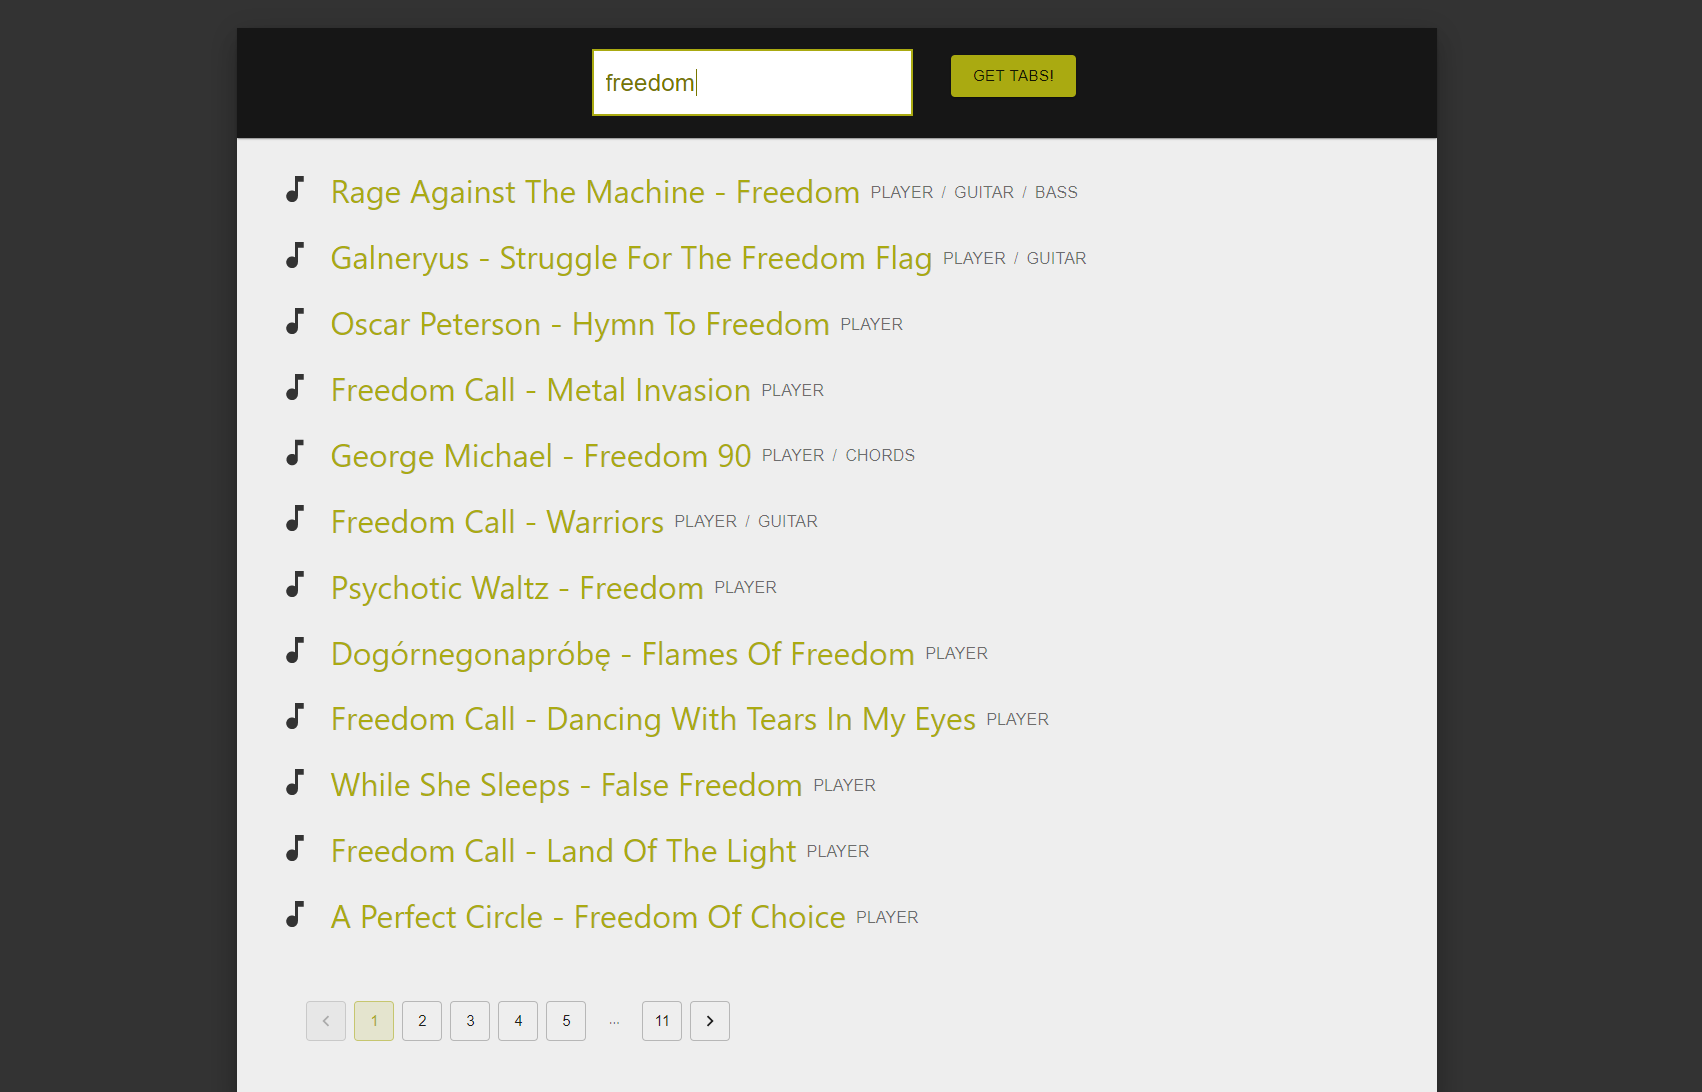 freedom GET TABS!
Rage Against The Machine - Freedom PLAYER / GUITAR / BASS
Galneryus - Struggle For The Freedom Flag PLAYER / GUITAR
Oscar Peterson - Hymn To Freedom PLAYER
Freedom Call - Metal Invasion PLAYER
George Michael - Freedom 90 PLAYER / CHORDS
Freedom Call - Warriors PLAYER / GUITAR
Psychotic Waltz - Freedom PLAYER
Dogórnegonapróbę - Flames Of Freedom PLAYER
Freedom Call - Dancing With Tears In My Eyes PLAYER
While She Sleeps - False Freedom PLAYER
Freedom Call - Land Of The Light PLAYER
A Perfect Circle - Freedom Of Choice PLAYER
1 2 3 4 5 ... 11